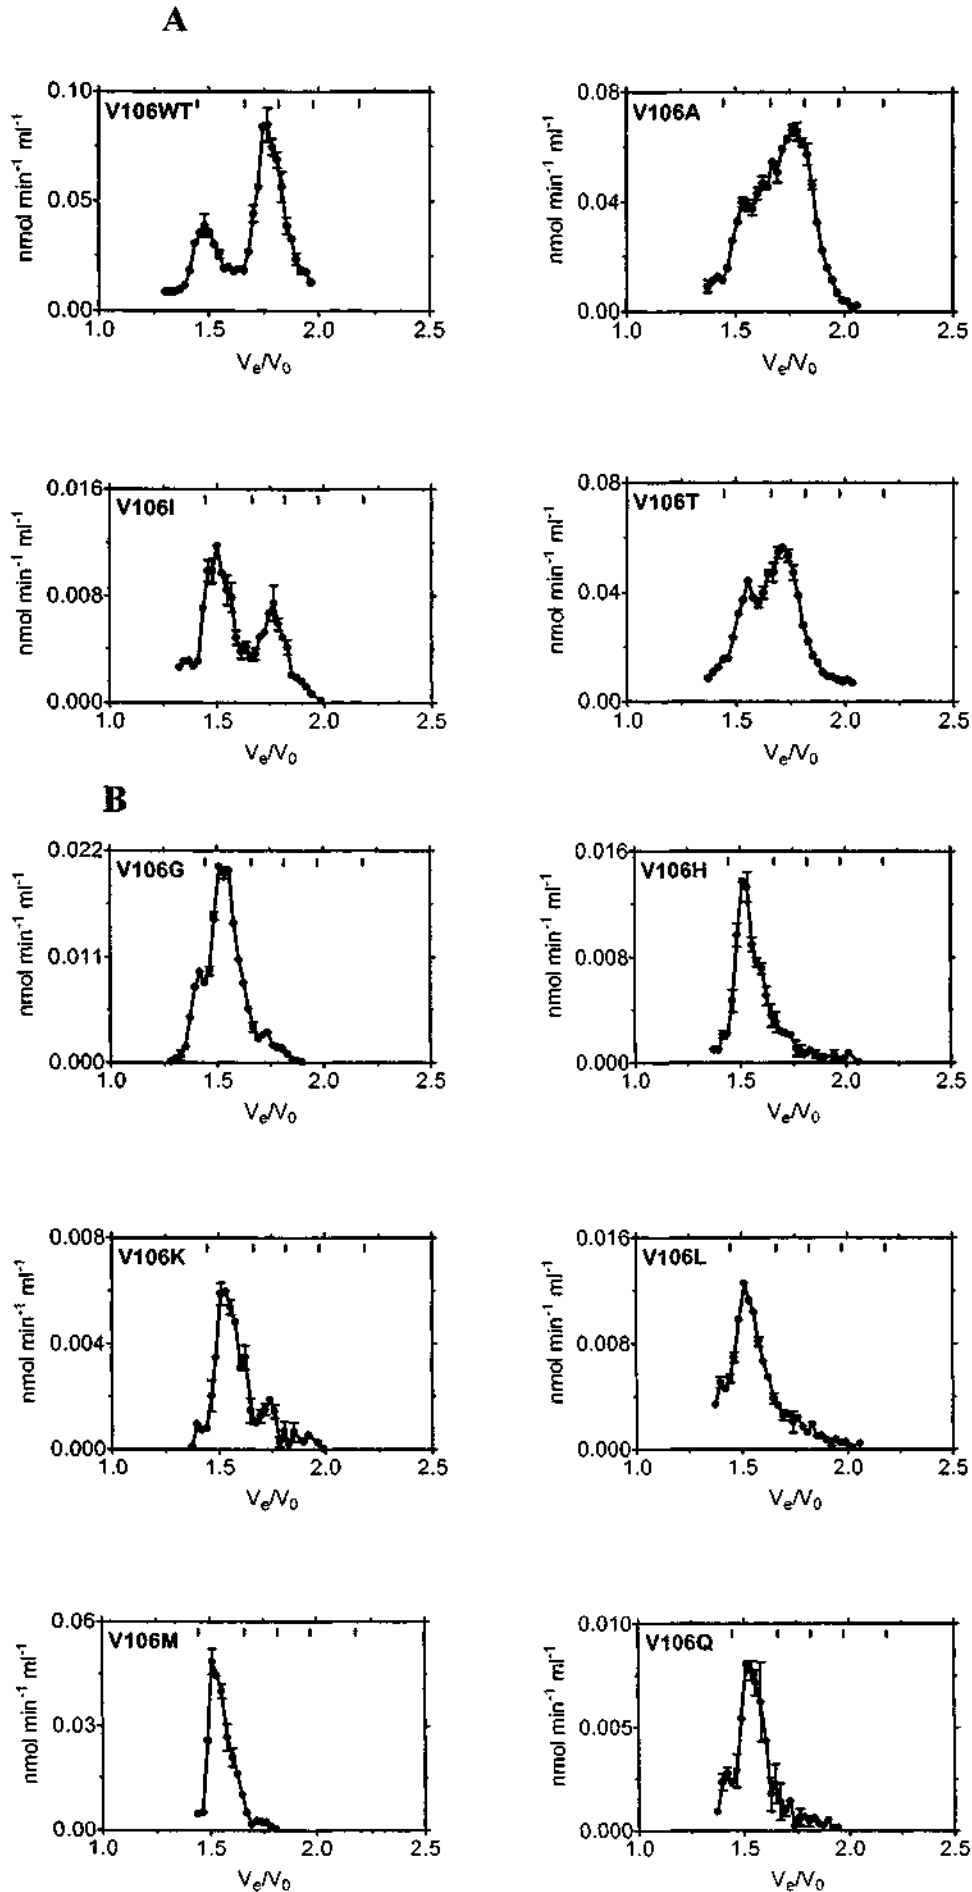 A
V106WT
nmol min⁻¹ ml⁻¹
0.10
0.05
0.00
1.0 1.5 2.0 2.5
Vₑ/V₀
V106A
nmol min⁻¹ ml⁻¹
0.08
0.04
0.00
1.0 1.5 2.0 2.5
Vₑ/V₀
V106I
nmol min⁻¹ ml⁻¹
0.016
0.008
0.000
1.0 1.5 2.0 2.5
Vₑ/V₀
V106T
nmol min⁻¹ ml⁻¹
0.08
0.04
0.00
1.0 1.5 2.0 2.5
Vₑ/V₀
B
V106G
nmol min⁻¹ ml⁻¹
0.022
0.011
0.000
1.0 1.5 2.0 2.5
Vₑ/V₀
V106H
nmol min⁻¹ ml⁻¹
0.016
0.008
0.000
1.0 1.5 2.0 2.5
Vₑ/V₀
V106K
nmol min⁻¹ ml⁻¹
0.008
0.004
0.000
1.0 1.5 2.0 2.5
Vₑ/V₀
V106L
nmol min⁻¹ ml⁻¹
0.016
0.008
0.000
1.0 1.5 2.0 2.5
Vₑ/V₀
V106M
nmol min⁻¹ ml⁻¹
0.06
0.03
0.00
1.0 1.5 2.0 2.5
Vₑ/V₀
V106Q
nmol min⁻¹ ml⁻¹
0.010
0.005
0.000
1.0 1.5 2.0 2.5
Vₑ/V₀